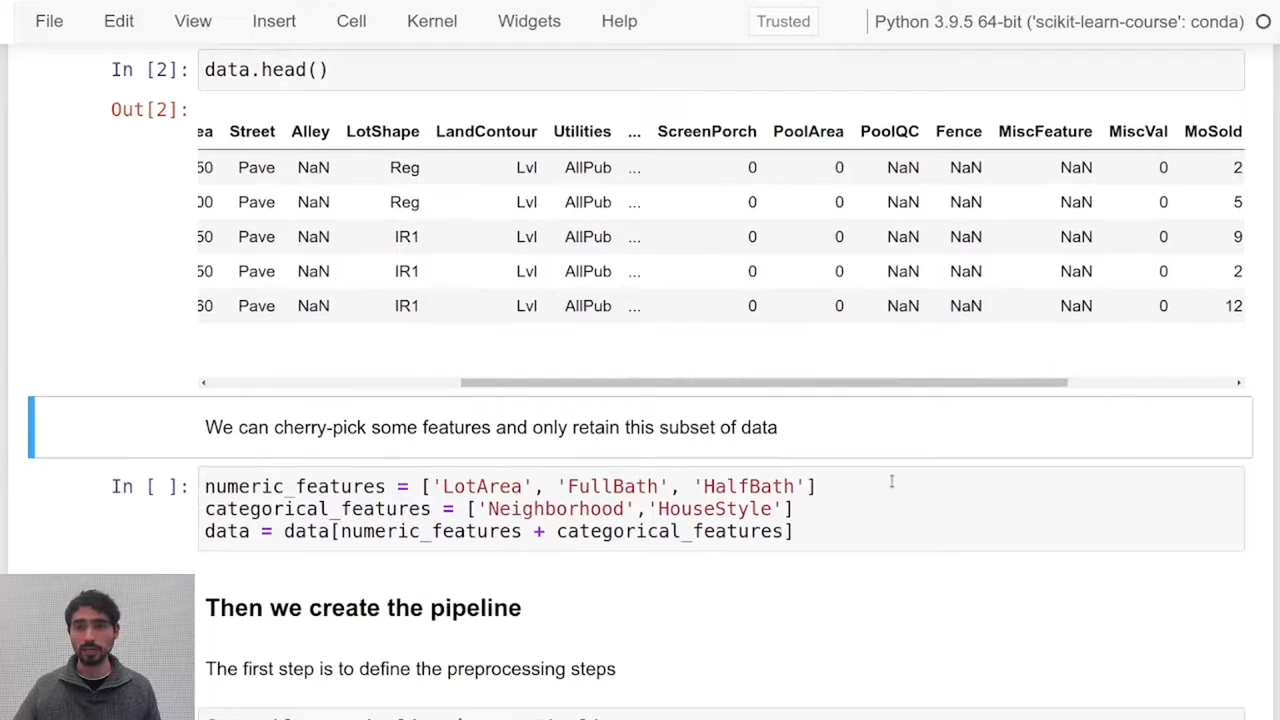 File Edit View Insert Cell Kernel Widgets Help Trusted Python 3.9.5 64-bit ('scikit-learn-course': conda)
In [2]: data.head()
Out[2]:
ea Street Alley LotShape LandContour Utilities ... ScreenPorch PoolArea PoolQC Fence MiscFeature MiscVal MoSold
50 Pave NaN Reg Lvl AllPub ... 0 0 NaN NaN NaN 0 2
00 Pave NaN Reg Lvl AllPub ... 0 0 NaN NaN NaN 0 5
50 Pave NaN IR1 Lvl AllPub ... 0 0 NaN NaN NaN 0 9
50 Pave NaN IR1 Lvl AllPub ... 0 0 NaN NaN NaN 0 2
60 Pave NaN IR1 Lvl AllPub ... 0 0 NaN NaN NaN 0 12
We can cherry-pick some features and only retain this subset of data
In [ ]: numeric_features = ['LotArea', 'FullBath', 'HalfBath']
categorical_features = ['Neighborhood','HouseStyle']
data = data[numeric_features + categorical_features]
Then we create the pipeline
The first step is to define the preprocessing steps